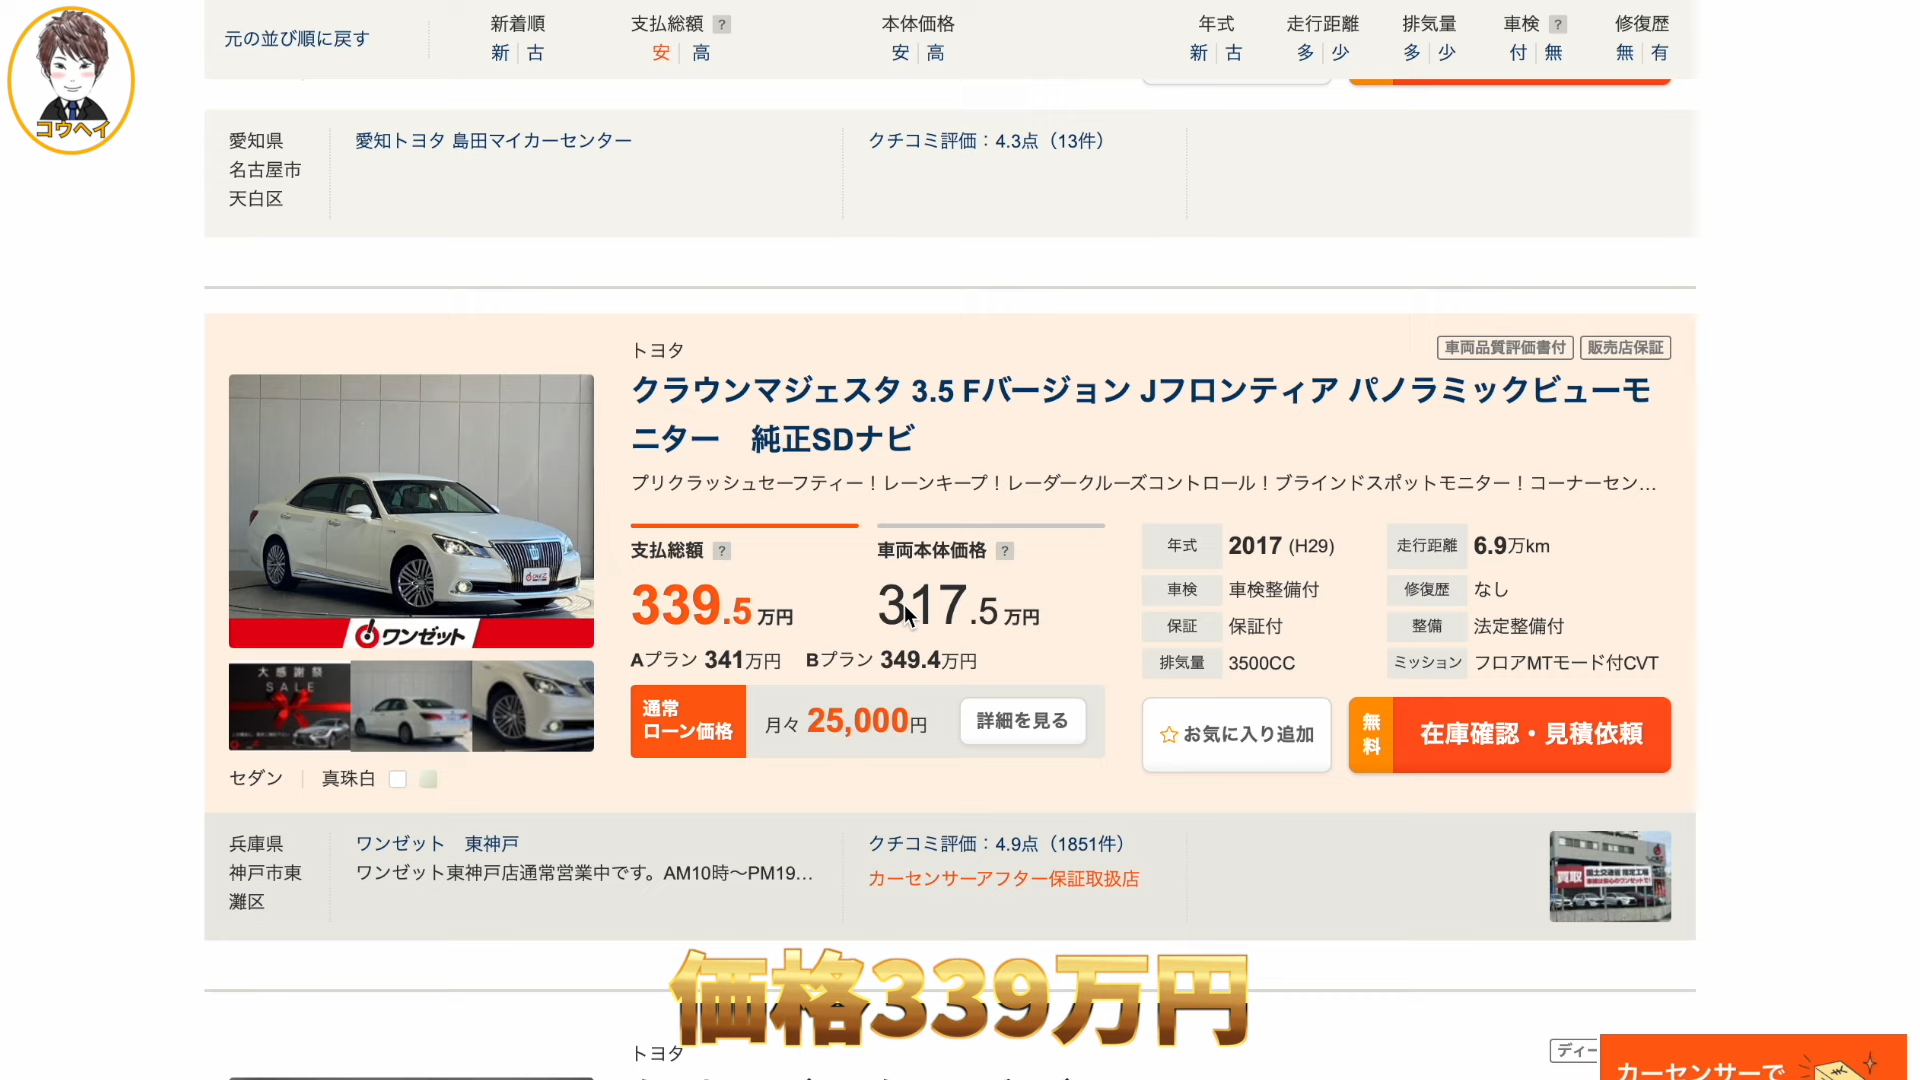 コウヘイ
元の並び順に戻す
新着順
新 古
支払総額 ?
安 高
本体価格
安 高
年式
新 古
走行距離
多 少
排気量
多 少
車検 ?
付 無
修復歴
無 有
愛知県
名古屋市
天白区
愛知トヨタ 島田マイカーセンター
クチコミ評価：4.3点（13件）
トヨタ
車両品質評価書付 販売店保証
クラウンマジェスタ 3.5 Fバージョン Jフロンティア パノラミックビューモ
ニター　純正SDナビ
プリクラッシュセーフティー！レーンキープ！レーダークルーズコントロール！ブラインドスポットモニター！コーナーセン…
ワンゼット
大感謝祭
SALE
セダン 真珠白
支払総額 ?
339.5万円
車両本体価格 ?
317.5万円
Aプラン 341万円 Bプラン 349.4万円
通常
ローン価格
月々 25,000円
詳細を見る
年式 2017 (H29) 走行距離 6.9万km
車検 車検整備付 修復歴 なし
保証 保証付 整備 法定整備付
排気量 3500CC ミッション フロアMTモード付CVT
お気に入り追加
無料
在庫確認・見積依頼
兵庫県
神戸市東
灘区
ワンゼット　東神戸
ワンゼット東神戸店通常営業中です。AM10時〜PM19...
クチコミ評価：4.9点（1851件）
カーセンサーアフター保証取扱店
買取
国土交通省 指定工場
価格339万円
トヨタ
ディー
カーセンサーで